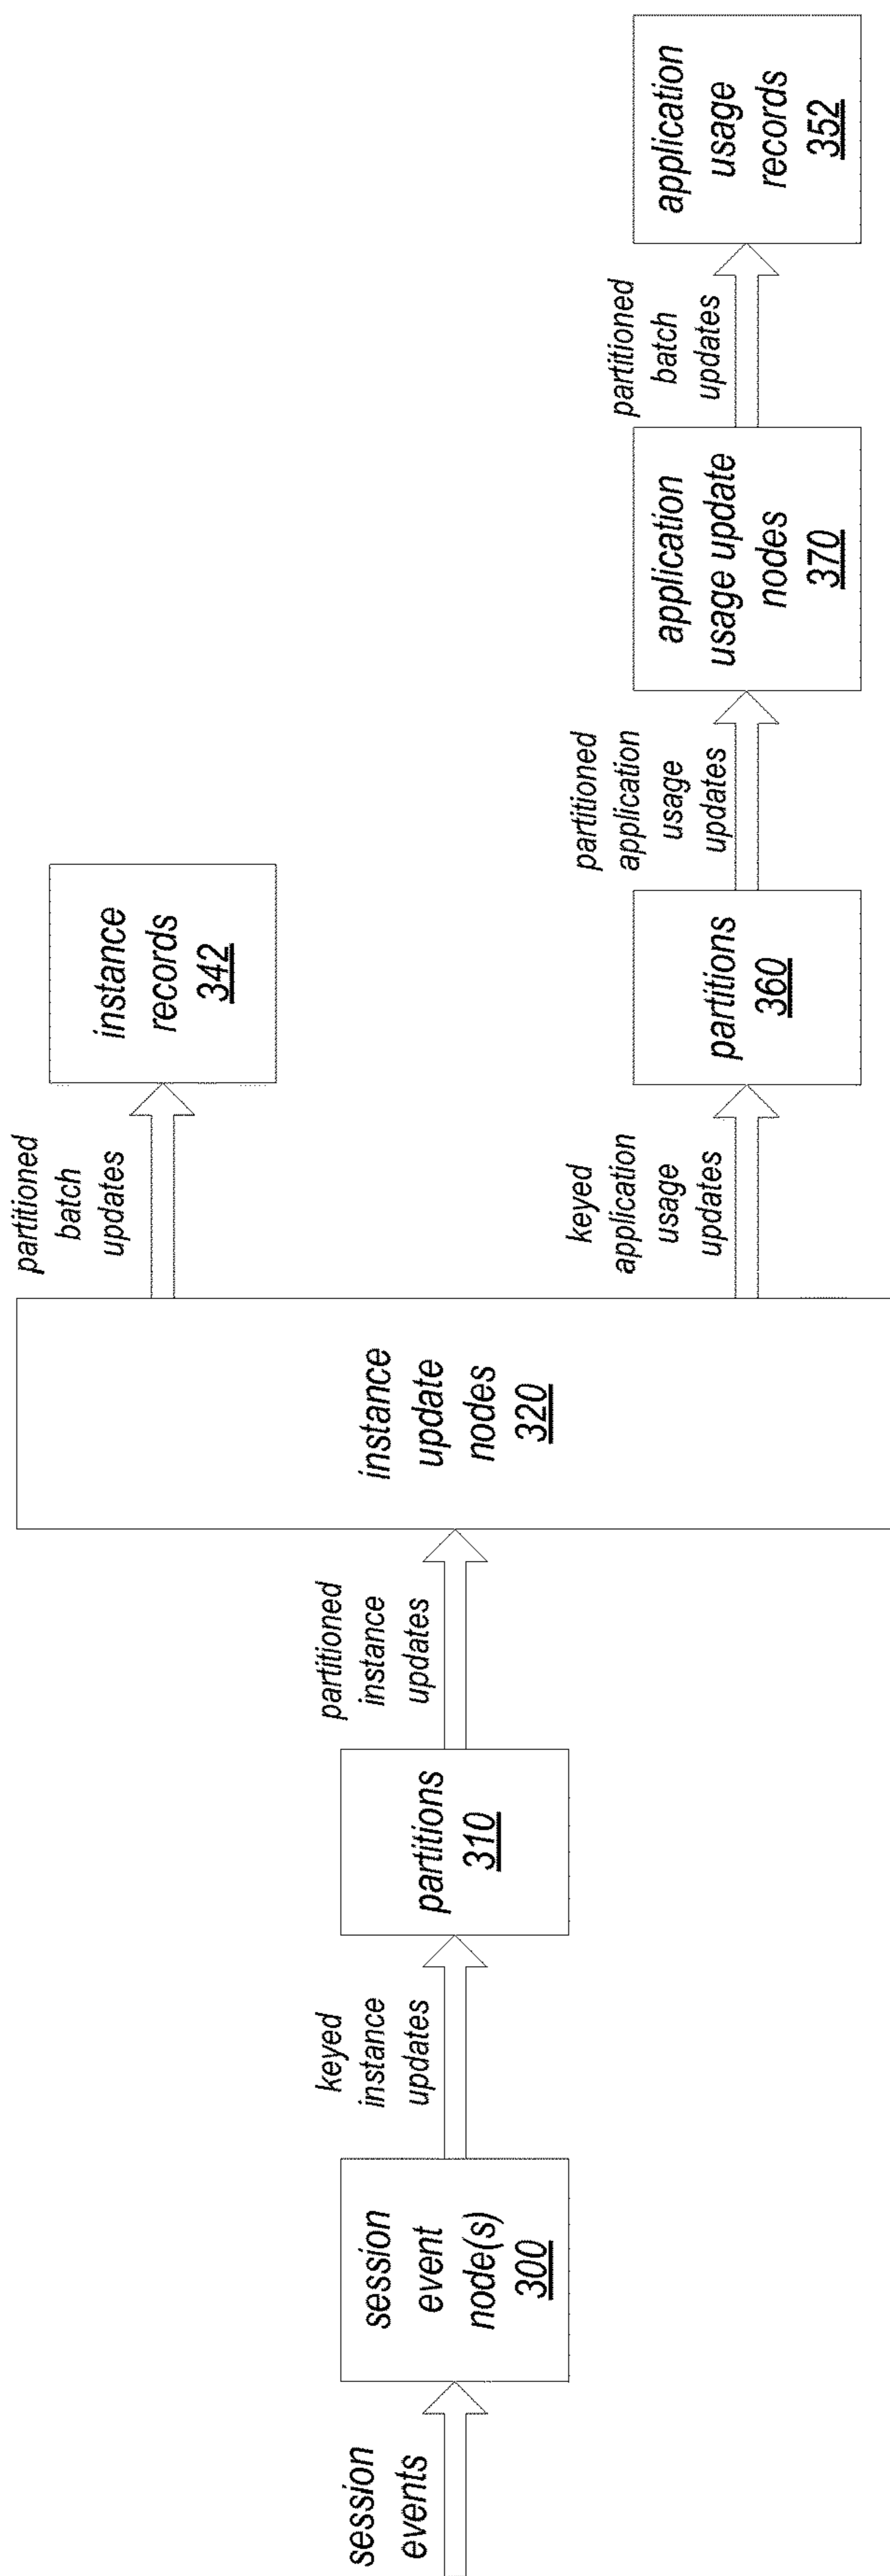 session
events
session
event
node(s)
300
keyed
instance
updates
partitions
310
partitioned
instance
updates
instance
update
nodes
320
partitioned
batch
updates
instance
records
342
keyed
application
usage
updates
partitions
360
partitioned
application
usage
updates
application
usage update
nodes
370
partitioned
batch
updates
application
usage
records
352